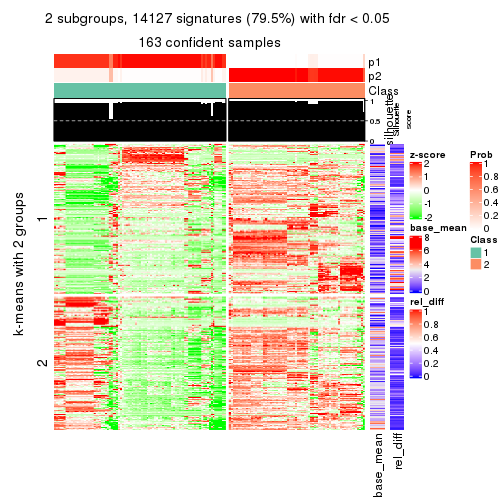 2 subgroups, 14127 signatures (79.5%) with fdr < 0.05
163 confident samples
p1
p2
Class
silhouette
Silhouette
score
1
0.5
0
k-means with 2 groups
1
2
base_mean
rel_diff
z-score
2
1
0
-1
-2
base_mean
8
6
4
2
0
rel_diff
1
0.8
0.6
0.4
0.2
0
Prob
1
0.8
0.6
0.4
0.2
0
Class
1
2